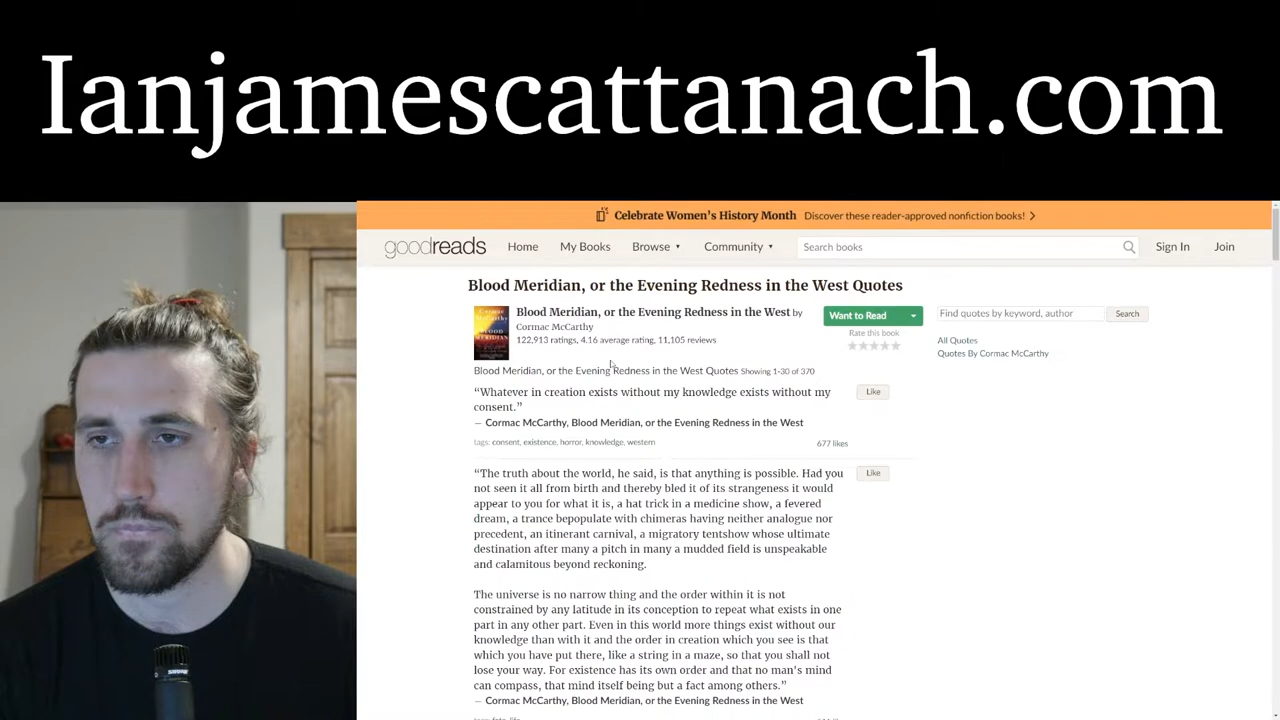 Ianjamescattanach.com
Celebrate Women's History Month Discover these reader-approved nonfiction books!
goodreads Home My Books Browse Community Search books Sign In Join
Blood Meridian, or the Evening Redness in the West Quotes
Cormac McCarthy BLOOD MERIDIAN
Blood Meridian, or the Evening Redness in the West by
Cormac McCarthy
122,913 ratings, 4.16 average rating, 11,105 reviews
Want to Read
Rate this book
Find quotes by keyword, author Search
All Quotes
Quotes By Cormac McCarthy
Blood Meridian, or the Evening Redness in the West Quotes Showing 1-30 of 370
“Whatever in creation exists without my knowledge exists without my
consent.”
Like
― Cormac McCarthy, Blood Meridian, or the Evening Redness in the West
tags: consent, existence, horror, knowledge, western
677 likes
“The truth about the world, he said, is that anything is possible. Had you
Like
not seen it all from birth and thereby bled it of its strangeness it would
appear to you for what it is, a hat trick in a medicine show, a fevered
dream, a trance bepopulate with chimeras having neither analogue nor
precedent, an itinerant carnival, a migratory tentshow whose ultimate
destination after many a pitch in many a mudded field is unspeakable
and calamitous beyond reckoning.
The universe is no narrow thing and the order within it is not
constrained by any latitude in its conception to repeat what exists in one
part in any other part. Even in this world more things exist without our
knowledge than with it and the order in creation which you see is that
which you have put there, like a string in a maze, so that you shall not
lose your way. For existence has its own order and that no man's mind
can compass, that mind itself being but a fact among others.”
― Cormac McCarthy, Blood Meridian, or the Evening Redness in the West
SHURE